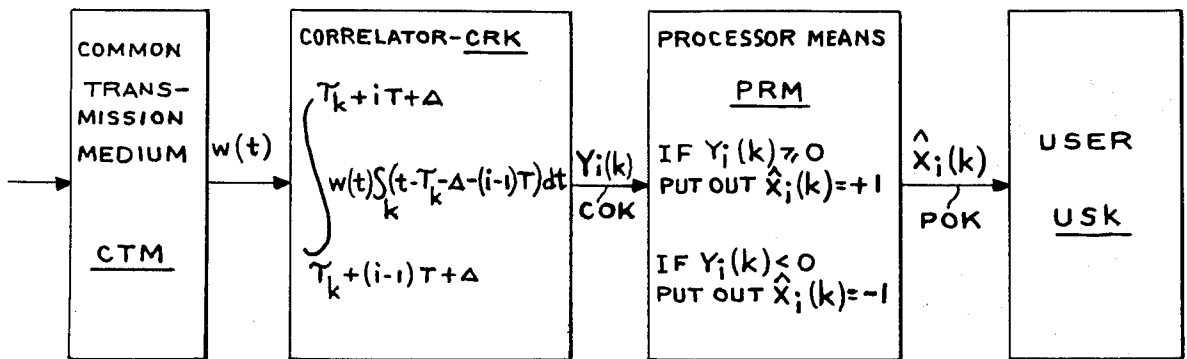 COMMON
TRANS-
MISSION
MEDIUM
CTM
w(t)
CORRELATOR-CRK
τk+iT+Δ
∫w(t)Sk(t-τk-Δ-(i-1)T)dt
τk+(i-1)T+Δ
Yi(k)
COK
PROCESSOR MEANS
PRM
IF Yi(k)≥0
PUT OUT X̂i(k)=+1
IF Yi(k)<0
PUT OUT X̂i(k)=-1
X̂i(k)
POK
USER
USK